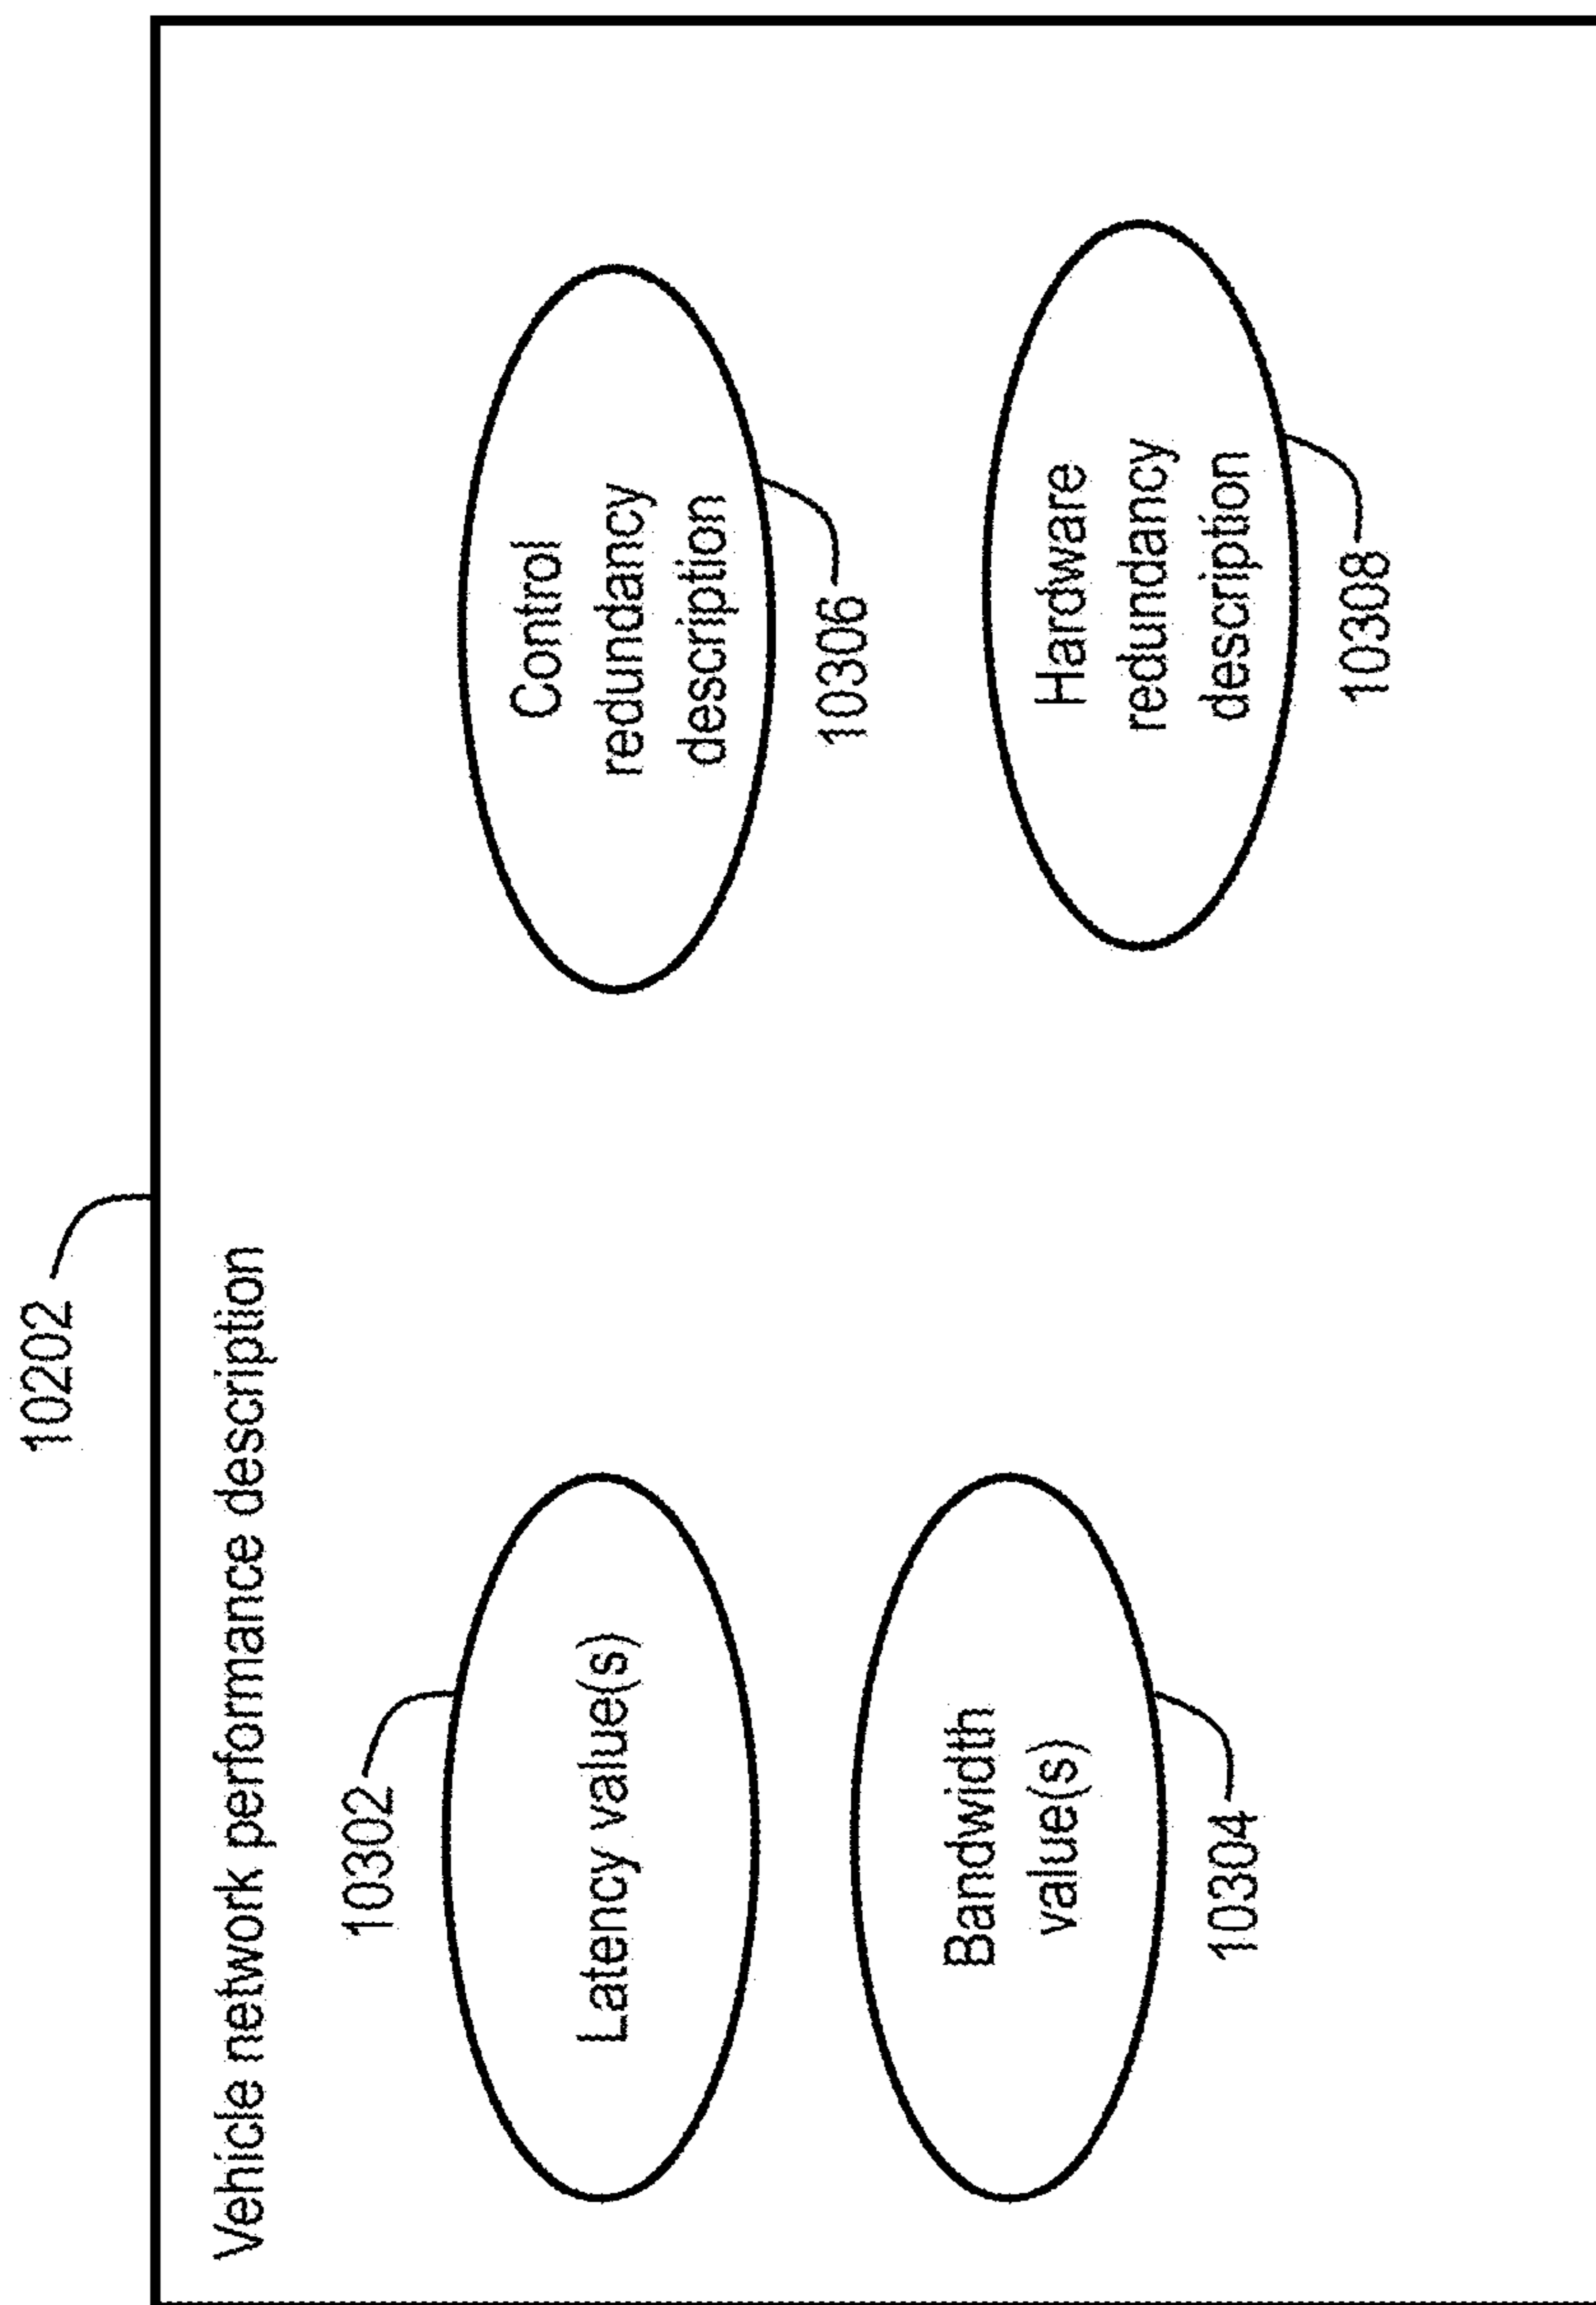 10202
Vehicle network performance description
10302
Latency value(s)
Bandwidth
value(s)
10304
Control
redundancy
description
10306
Hardware
redundancy
description
10308